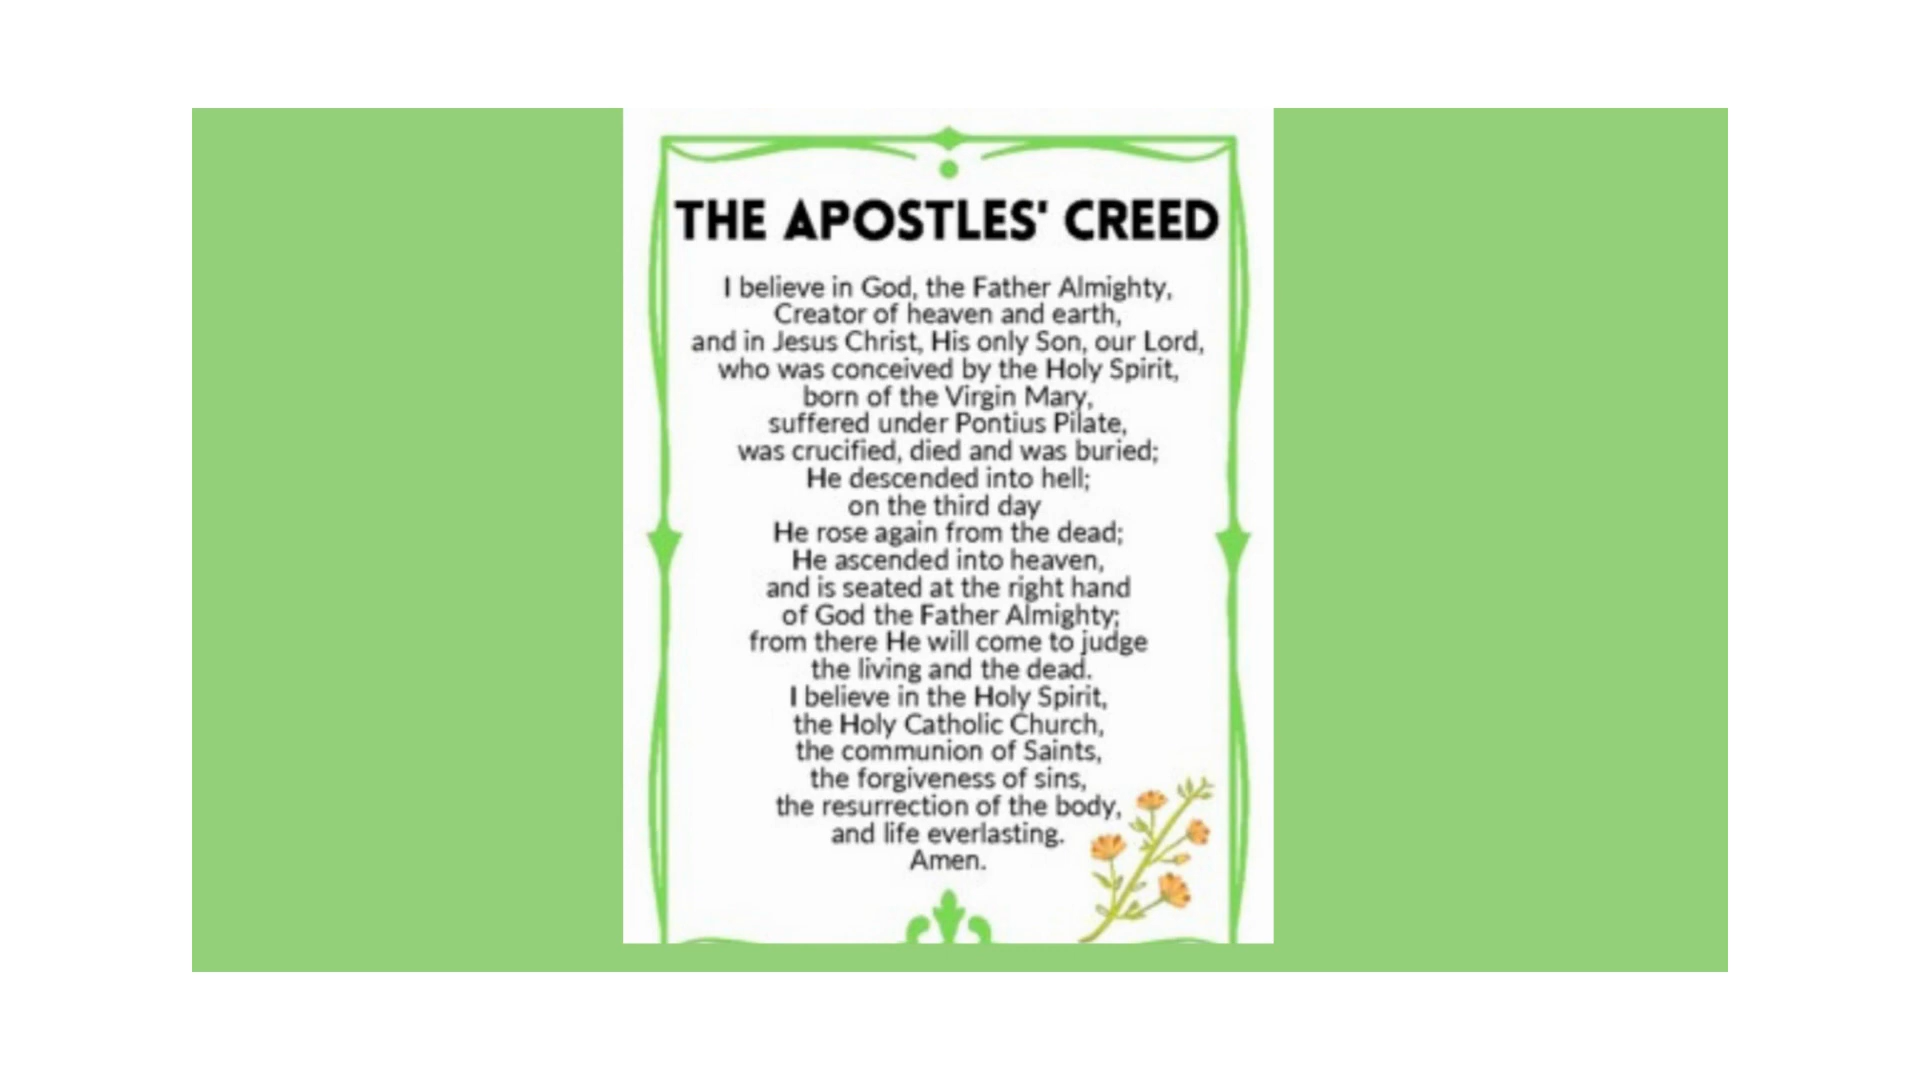 THE APOSTLES' CREED
I believe in God, the Father Almighty,
Creator of heaven and earth,
and in Jesus Christ, His only Son, our Lord,
who was conceived by the Holy Spirit,
born of the Virgin Mary,
suffered under Pontius Pilate,
was crucified, died and was buried;
He descended into hell;
on the third day
He rose again from the dead;
He ascended into heaven,
and is seated at the right hand
of God the Father Almighty;
from there He will come to judge
the living and the dead.
I believe in the Holy Spirit,
the Holy Catholic Church,
the communion of Saints,
the forgiveness of sins,
the resurrection of the body,
and life everlasting.
Amen.